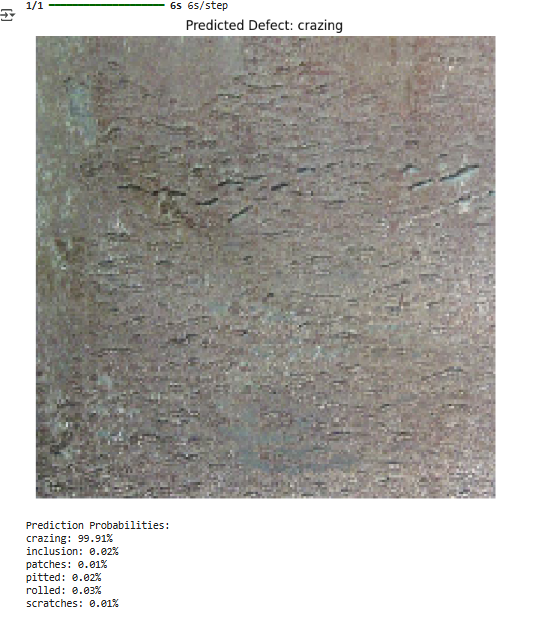 1/1 ━━━━━━━━━━━━━━━━━━━━ 6s 6s/step
Predicted Defect: crazing
Prediction Probabilities:
crazing: 99.91%
inclusion: 0.02%
patches: 0.01%
pitted: 0.02%
rolled: 0.03%
scratches: 0.01%